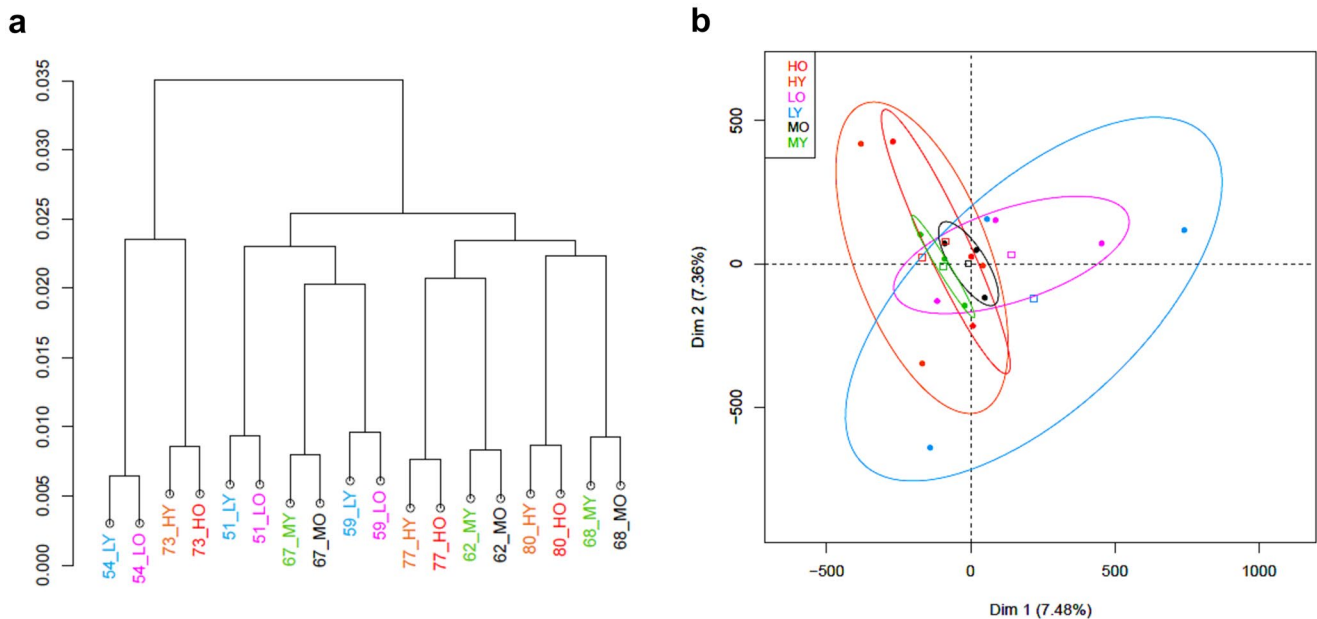 a
0.035
0.030
0.025
0.020
0.015
0.010
0.005
0.000
54_LY
54_LO
73_HY
73_HO
51_LY
51_LO
67_MY
67_MO
59_LY
59_LO
77_HY
77_HO
62_MY
62_MO
80_HY
80_HO
68_MY
68_MO
b
HO
HY
LO
LY
MO
MY
500
0
−500
Dim 2 (7.36%)
−500
0
500
1000
Dim 1 (7.48%)